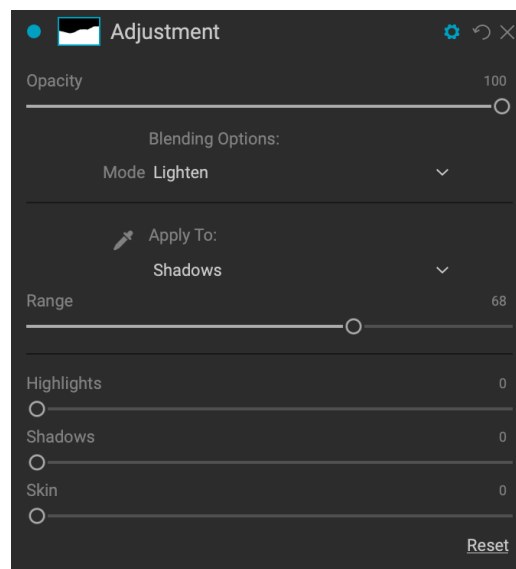 Adjustment
Opacity 100
Blending Options:
Mode Lighten
Apply To:
Shadows
Range 68
Highlights 0
Shadows 0
Skin 0
Reset